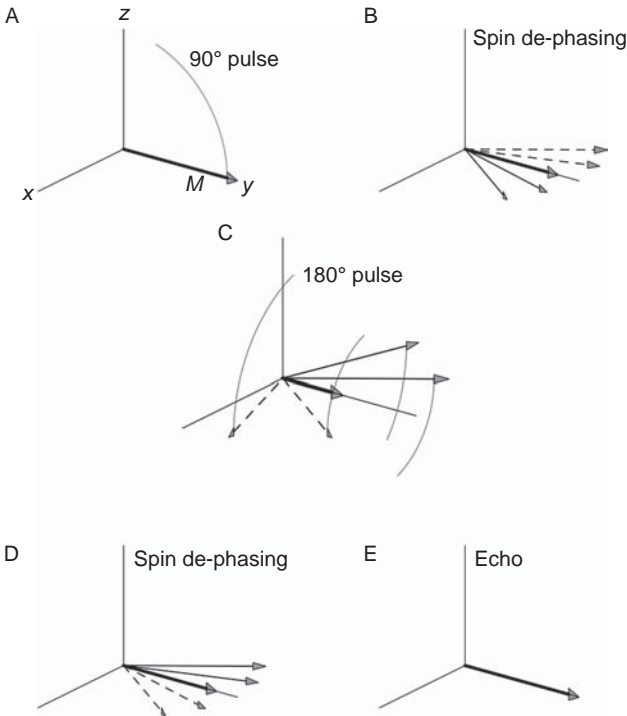 A
z
90° pulse
x
M
y
B
Spin de-phasing
C
180° pulse
D
Spin de-phasing
E
Echo